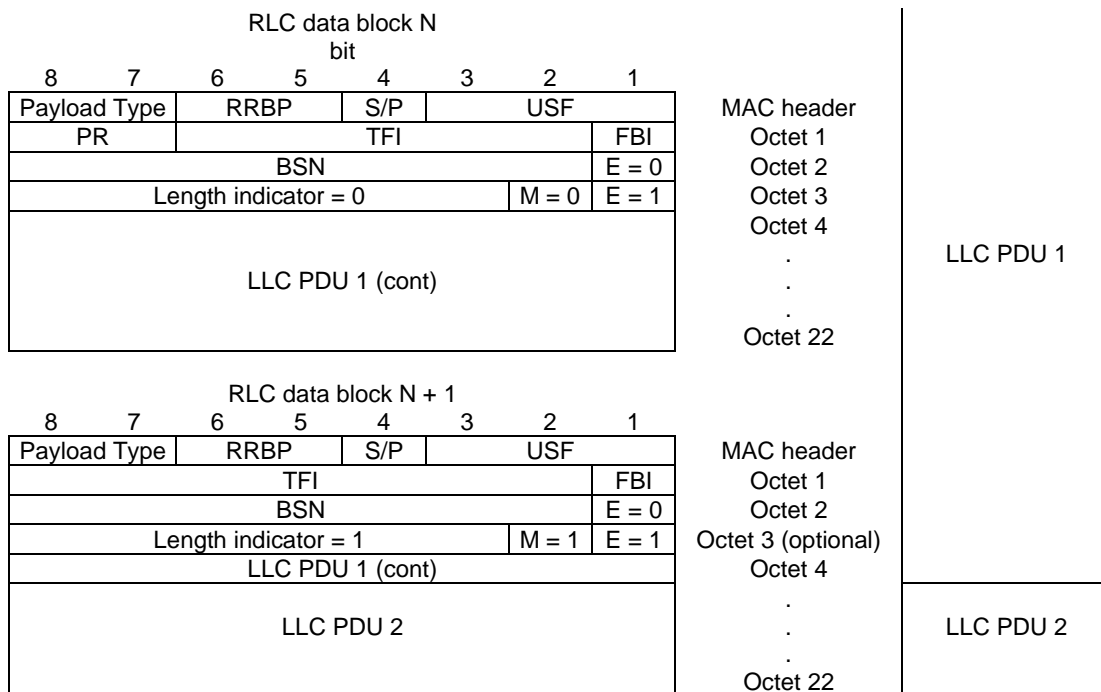 RLC data block N
bit
8 7 6 5 4 3 2 1
Payload Type RRBP S/P USF MAC header
PR TFI FBI Octet 1
BSN E = 0 Octet 2
Length indicator = 0 M = 0 E = 1 Octet 3
Octet 4
. LLC PDU 1
LLC PDU 1 (cont) .
.
Octet 22
RLC data block N + 1
8 7 6 5 4 3 2 1
Payload Type RRBP S/P USF MAC header
TFI FBI Octet 1
BSN E = 0 Octet 2
Length indicator = 1 M = 1 E = 1 Octet 3 (optional)
LLC PDU 1 (cont) Octet 4
.
LLC PDU 2 . LLC PDU 2
.
Octet 22